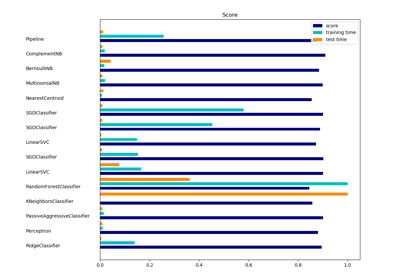 Score
score
training time
test time
Pipeline
ComplementNB
BernoulliNB
MultinomialNB
NearestCentroid
SGDClassifier
SGDClassifier
LinearSVC
SGDClassifier
LinearSVC
RandomForestClassifier
KNeighborsClassifier
PassiveAggressiveClassifier
Perceptron
RidgeClassifier
0.0 0.2 0.4 0.6 0.8 1.0